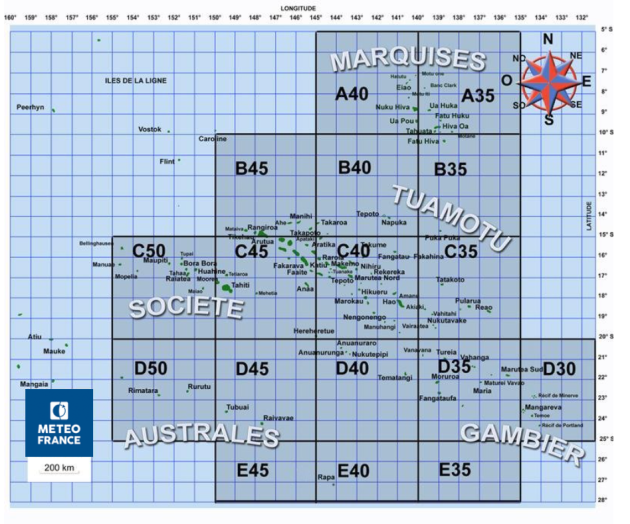 LONGITUDE
160° 159° 158° 157° 156° 155° 154° 153° 152° 151° 150° 149° 148° 147° 146° 145° 144° 143° 142° 141° 140° 139° 138° 137° 136° 135° 134° 133° 132°
5° S
6°
7°
8°
9°
10° S
11°
12°
13°
14°
15° S
16°
17°
18°
19°
20° S
21°
22°
23°
24°
25° S
26°
27°
28°
LATITUDE
N
NE
E
SE
S
SO
O
NO
MARQUISES
ILES DE LA LIGNE
A40
A35
Hatutu
Motu one
Eiao
Banc Clark
Motu Iti
Nuku Hiva
Ua Huka
Ua Pou
Fatu Huku
Hiva Oa
Tahuata
Motane
Fatu Hiva
Peerhyn
Vostok
Caroline
Flint
B45
B40
B35
TUAMOTU
Manihi
Ahe
Takaroa
Tepoto
Napuka
Mataiva
Rangiroa
Takapoto
Tikehau
Arutua
Apataki
Aratika
Takume
Puka Puka
Bellinghausen
C50
C45
C40
C35
Tupai
Maupiti
Bora Bora
Manuae
Tahaa
Huahine
Mopelia
Raiatea
Moorea
Tetiaroa
Tahiti
Maiao
Mehetia
Fakarava
Katiu
Raroia
Makemo
Nihiru
Fangatau
Fakahina
Faaite
Tuanake
Rekareka
Tepoto
Marutea Nord
Tatakoto
Anaa
Hikueru
Marokau
Hao
Amanu
Akiaki
Pukarua
Reao
Vahitahi
Nengonengo
Nukutavake
Manuhangi
Vairaatea
Hereheretue
SOCIETE
Anuanuraro
Anuanurunga
Nukutepipi
Vanavana
Tureia
Vahanga
Atiu
Mauke
Mangaia
D50
D45
D40
D35
D30
Marutea Sud
Tematangi
Moruroa
Maturei Vavao
Maria
Fangataufa
Récif de Minerve
Mangareva
Temoe
Récif de Portland
Rimatara
Rurutu
Tubuai
Raivavae
AUSTRALES
GAMBIER
E45
E40
E35
Rapa
METEO
FRANCE
200 km